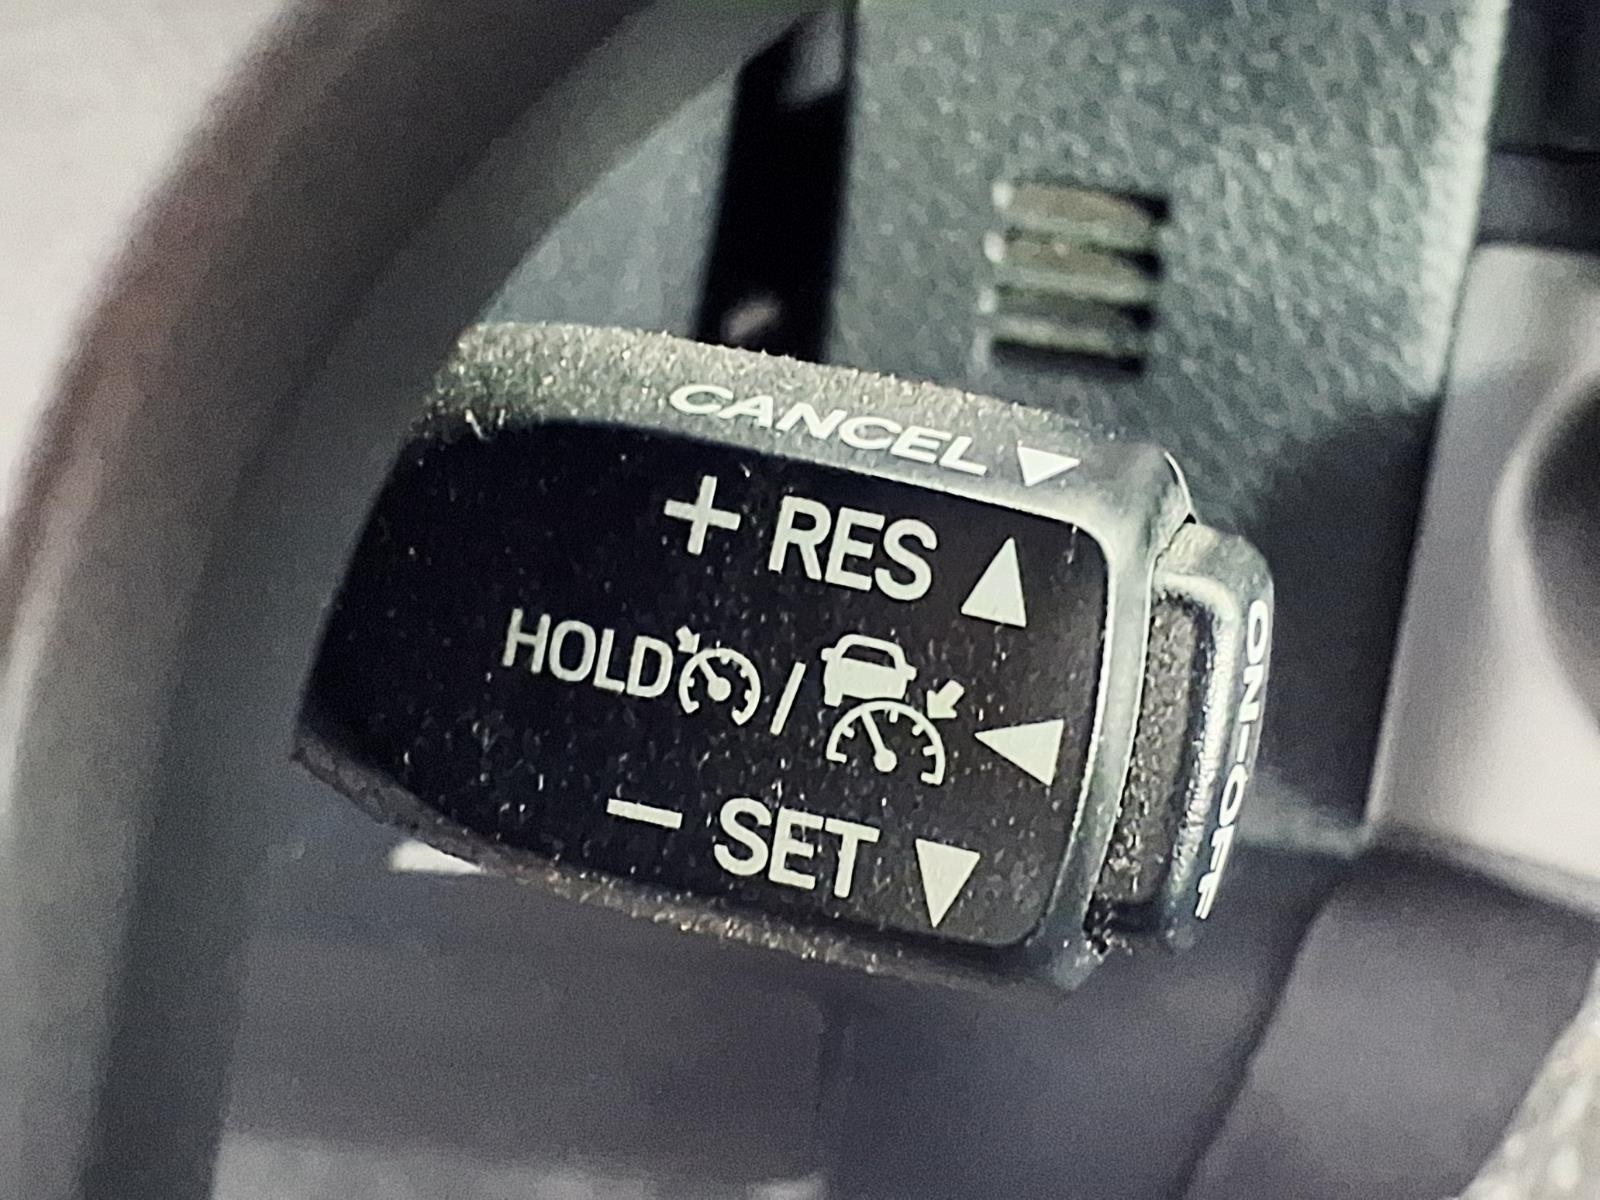 CANCEL ▼
+ RES ▲
HOLD / ◀
− SET ▼
ON-OFF